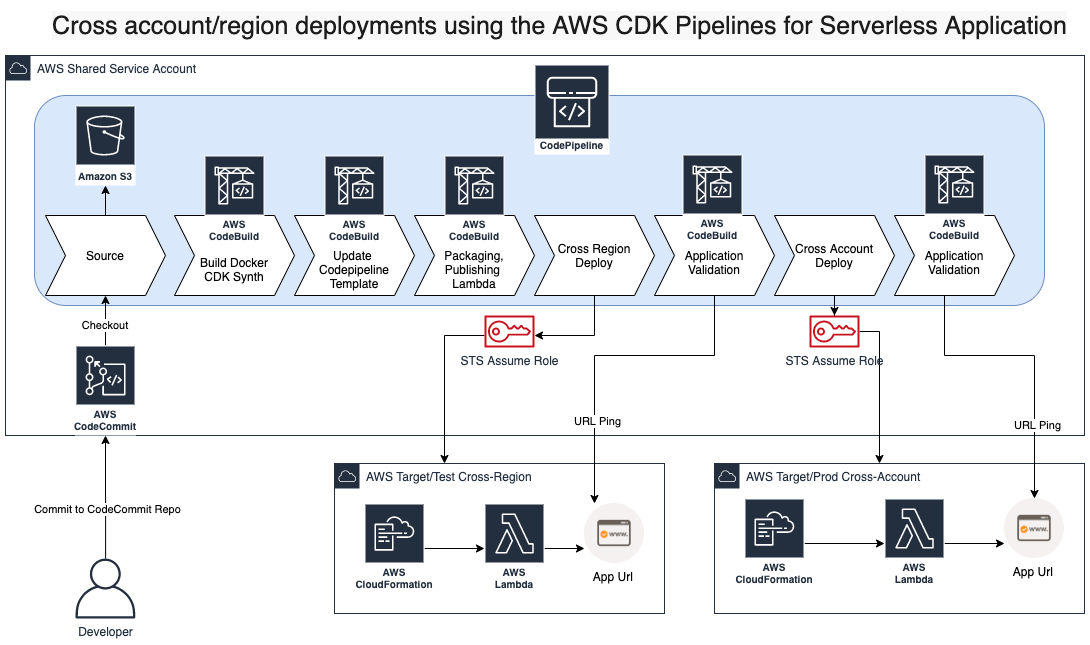 Cross account/region deployments using the AWS CDK Pipelines for Serverless Application
AWS Shared Service Account
CodePipeline
Amazon S3
Source
AWS
CodeBuild
Build Docker
CDK Synth
AWS
CodeBuild
Update
Codepipeline
Template
AWS
CodeBuild
Packaging,
Publishing
Lambda
Cross Region
Deploy
AWS
CodeBuild
Application
Validation
Cross Account
Deploy
AWS
CodeBuild
Application
Validation
Checkout
STS Assume Role
STS Assume Role
AWS
CodeCommit
URL Ping
URL Ping
Commit to CodeCommit Repo
Developer
AWS Target/Test Cross-Region
AWS
CloudFormation
AWS
Lambda
www.
App Url
AWS Target/Prod Cross-Account
AWS
CloudFormation
AWS
Lambda
www.
App Url